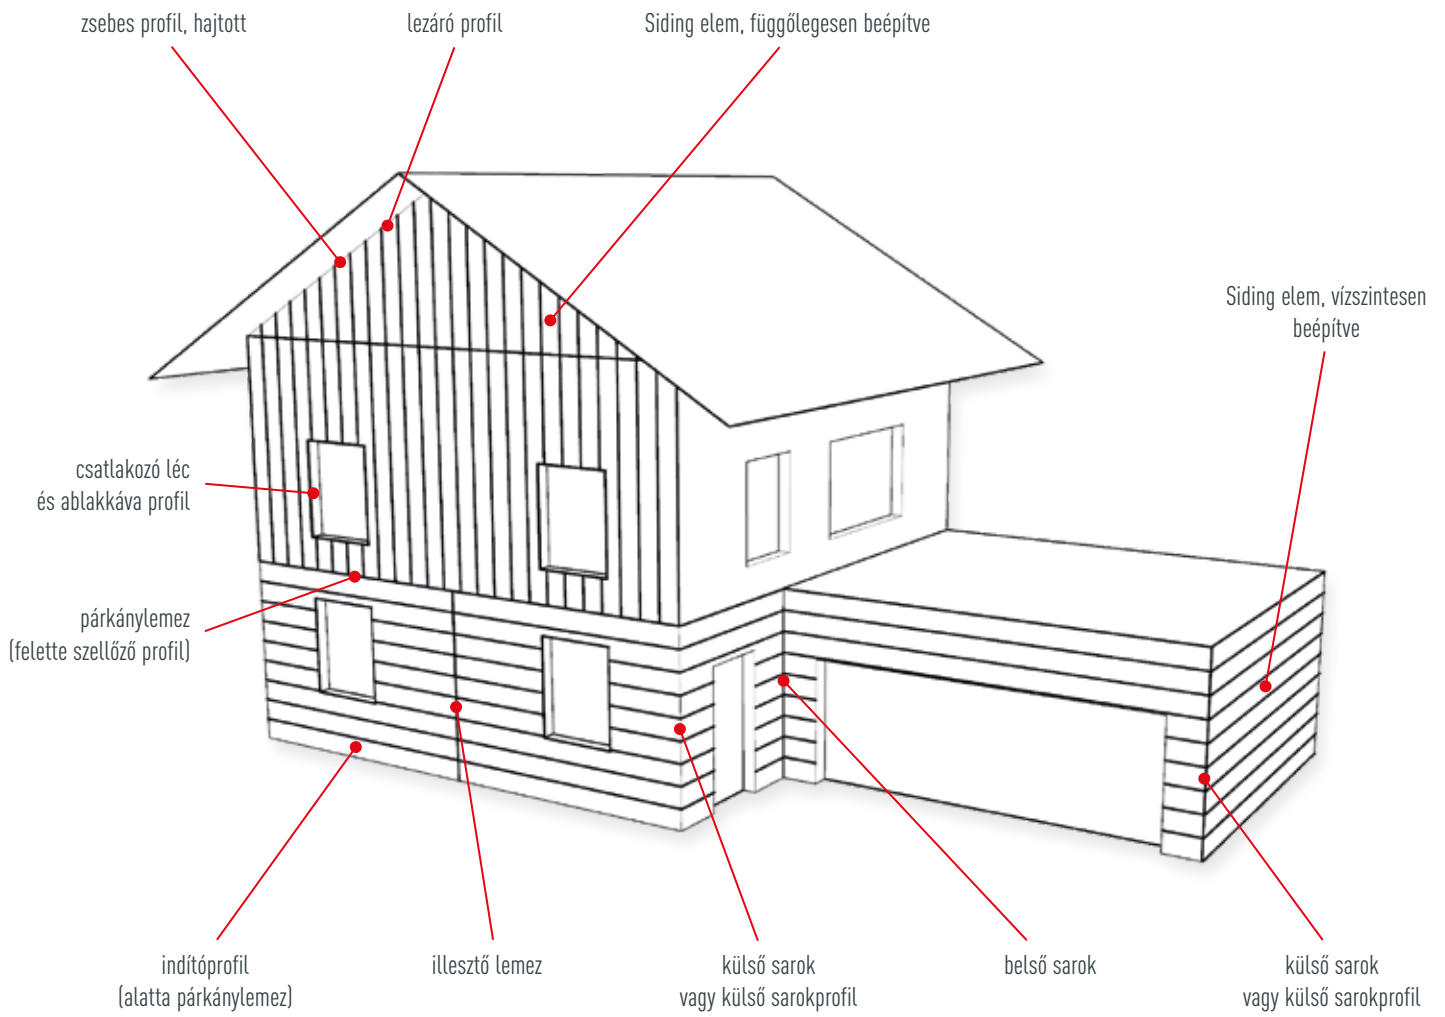 zsebes profil, hajtott
lezáró profil
Siding elem, függőlegesen beépítve
Siding elem, vízszintesen
beépítve
csatlakozó léc
és ablakkáva profil
párkánylemez
(felette szellőző profil)
indítóprofil
(alatta párkánylemez)
illesztő lemez
külső sarok
vagy külső sarokprofil
belső sarok
külső sarok
vagy külső sarokprofil